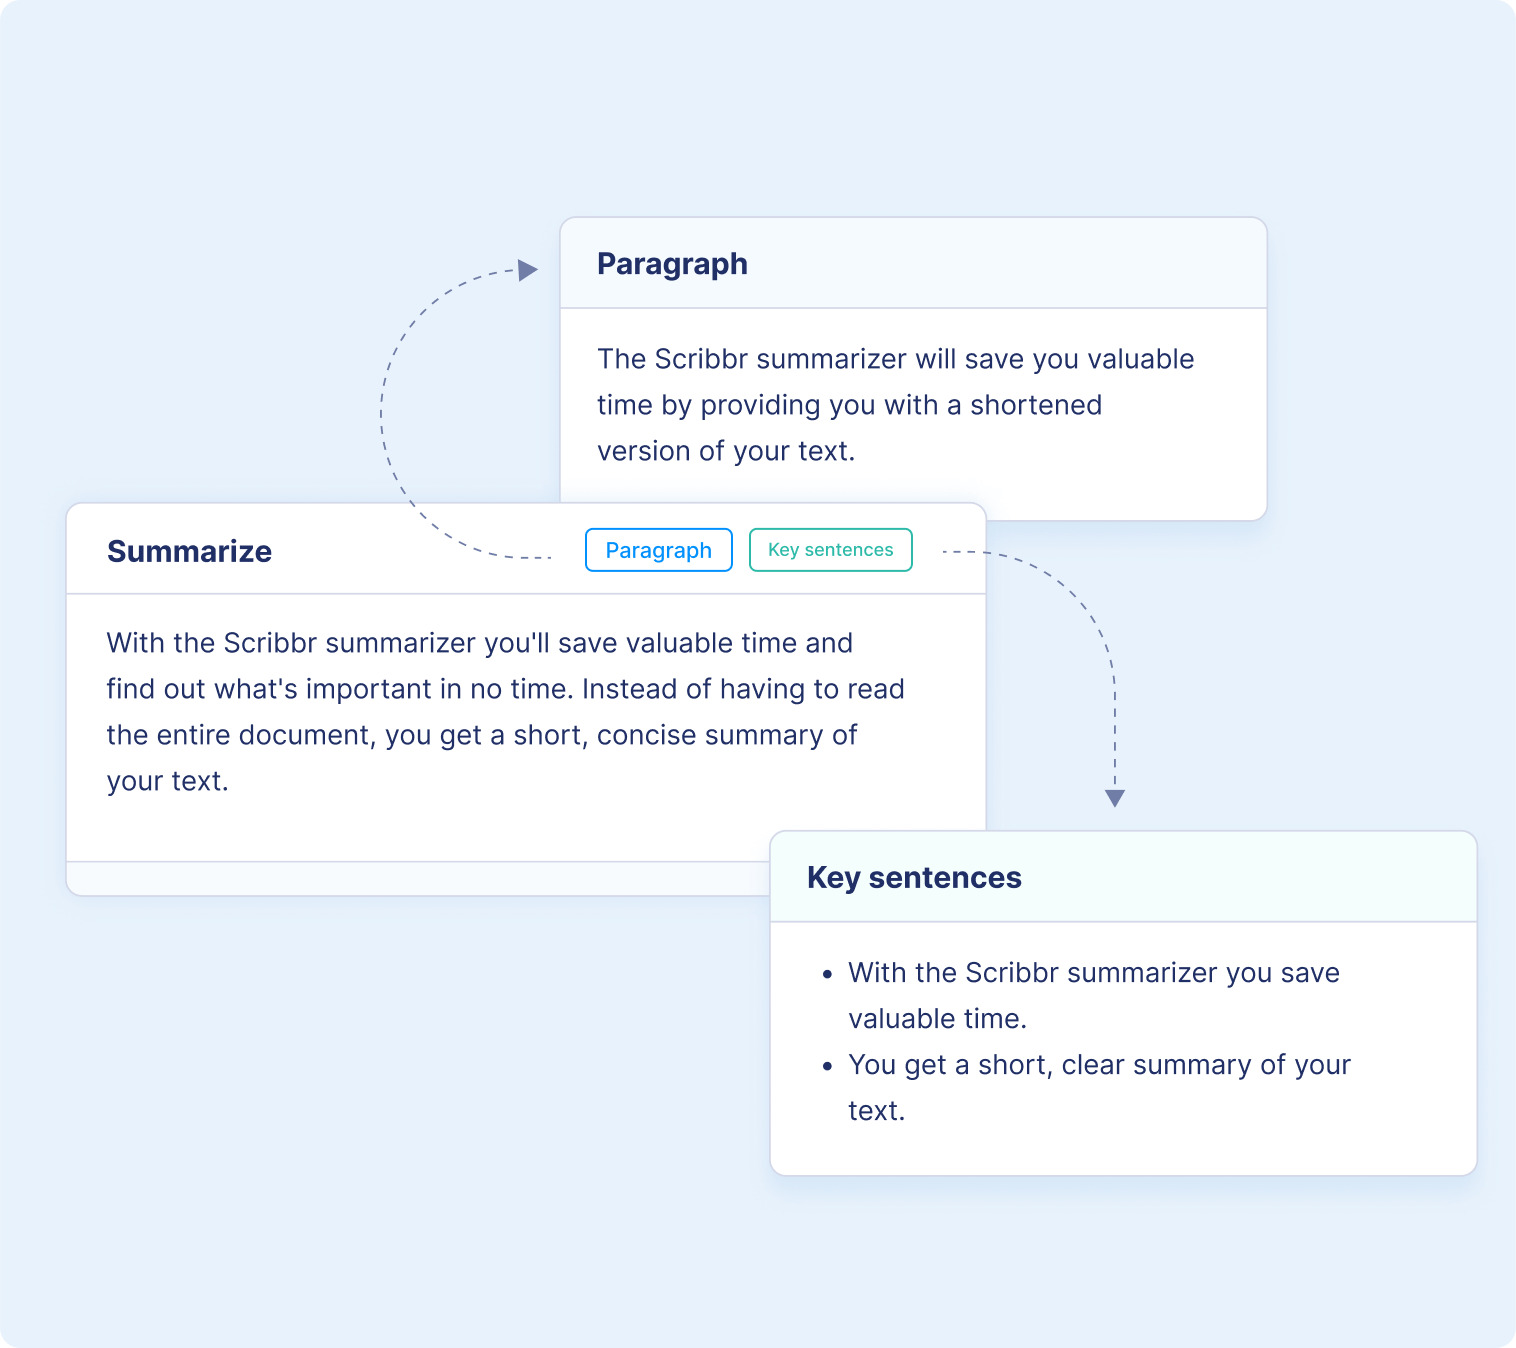 Paragraph
The Scribbr summarizer will save you valuable
time by providing you with a shortened
version of your text.
Summarize
Paragraph
Key sentences
With the Scribbr summarizer you'll save valuable time and
find out what's important in no time. Instead of having to read
the entire document, you get a short, concise summary of
your text.
Key sentences
• With the Scribbr summarizer you save
valuable time.
• You get a short, clear summary of your
text.